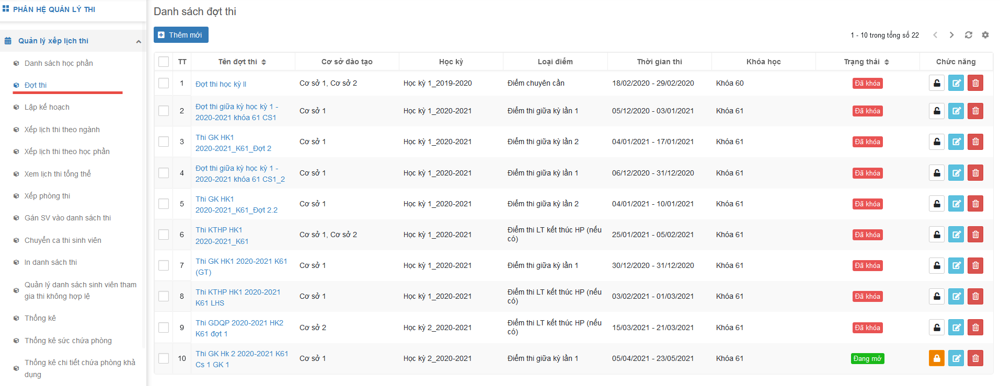 PHÂN HỆ QUẢN LÝ THI
Quản lý xếp lịch thi
Danh sách học phần
Đợt thi
Lập kế hoạch
Xếp lịch thi theo ngành
Xếp lịch thi theo học phần
Xem lịch thi tổng thể
Xếp phòng thi
Gán SV vào danh sách thi
Chuyển ca thi sinh viên
In danh sách thi
Quản lý danh sách sinh viên tham
gia thi không hợp lệ
Thống kê
Thống kê sức chứa phòng
Thống kê chi tiết chứa phòng khả
dụng
Danh sách đợt thi
Thêm mới
1 - 10 trong tổng số 22
TT Tên đợt thi Cơ sở đào tạo Học kỳ Loại điểm Thời gian thi Khóa học Trạng thái Chức năng
1 Đợt thi học kỳ II Cơ sở 1, Cơ sở 2 Học kỳ 1_2019-2020 Điểm chuyên cần 18/02/2020 - 29/02/2020 Khóa 60 Đã khóa
2 Đợt thi giữa kỳ học kỳ 1 - Cơ sở 1 Học kỳ 1_2020-2021 Điểm thi giữa kỳ lần 1 05/12/2020 - 03/01/2021 Khóa 61 Đã khóa
2020-2021 khóa 61 CS1
3 Thi GK HK1 Cơ sở 1 Học kỳ 1_2020-2021 Điểm thi giữa kỳ lần 2 04/01/2021 - 17/01/2021 Khóa 61 Đã khóa
2020-2021_K61_Đợt 2
4 Đợt thi giữa kỳ học kỳ 1 - Cơ sở 1 Học kỳ 1_2020-2021 Điểm thi giữa kỳ lần 1 06/12/2020 - 31/12/2020 Khóa 61 Đã khóa
2020-2021 khóa 61 CS1_2
5 Thi GK HK1 Cơ sở 1 Học kỳ 1_2020-2021 Điểm thi giữa kỳ lần 2 04/01/2021 - 10/01/2021 Khóa 61 Đã khóa
2020-2021_K61_Đợt 2.2
6 Thi KTHP HK1 Cơ sở 1, Cơ sở 2 Học kỳ 1_2020-2021 Điểm thi LT kết thúc HP (nếu 25/01/2021 - 05/02/2021 Khóa 61 Đã khóa
2020-2021_K61 có)
7 Thi GK HK1 2020-2021 K61 Cơ sở 1 Học kỳ 1_2020-2021 Điểm thi giữa kỳ lần 1 30/12/2020 - 31/12/2020 Khóa 61 Đã khóa
(GT)
8 Thi KTHP HK1 2020-2021 Cơ sở 1 Học kỳ 1_2020-2021 Điểm thi LT kết thúc HP (nếu 03/02/2021 - 01/03/2021 Khóa 61 Đã khóa
K61 LHS có)
9 Thi GDQP 2020-2021 HK2 Cơ sở 2 Học kỳ 2_2020-2021 Điểm thi LT kết thúc HP (nếu 15/03/2021 - 21/03/2021 Khóa 61 Đã khóa
K61 đợt 1 có)
10 Thi GK Hk 2 2020-2021 K61 Cơ sở 1 Học kỳ 2_2020-2021 Điểm thi giữa kỳ lần 1 05/04/2021 - 23/05/2021 Khóa 61 Đang mở
Cs 1 GK 1